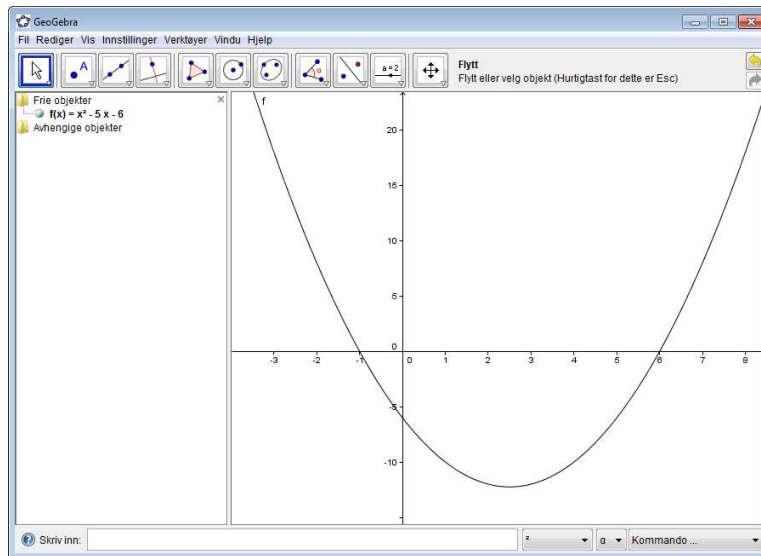 GeoGebra
Fil Rediger Vis Innstillinger Verktøyer Vindu Hjelp
A
α
a = 2
Flytt
Flytt eller velg objekt (Hurtigtast for dette er Esc)
Frie objekter
f(x) = x² - 5 x - 6
Avhengige objekter
f
20
15
10
5
0
-3 -2 -1 0 1 2 3 4 5 6 7 8
-5
-10
Skriv inn:
² α Kommando ...